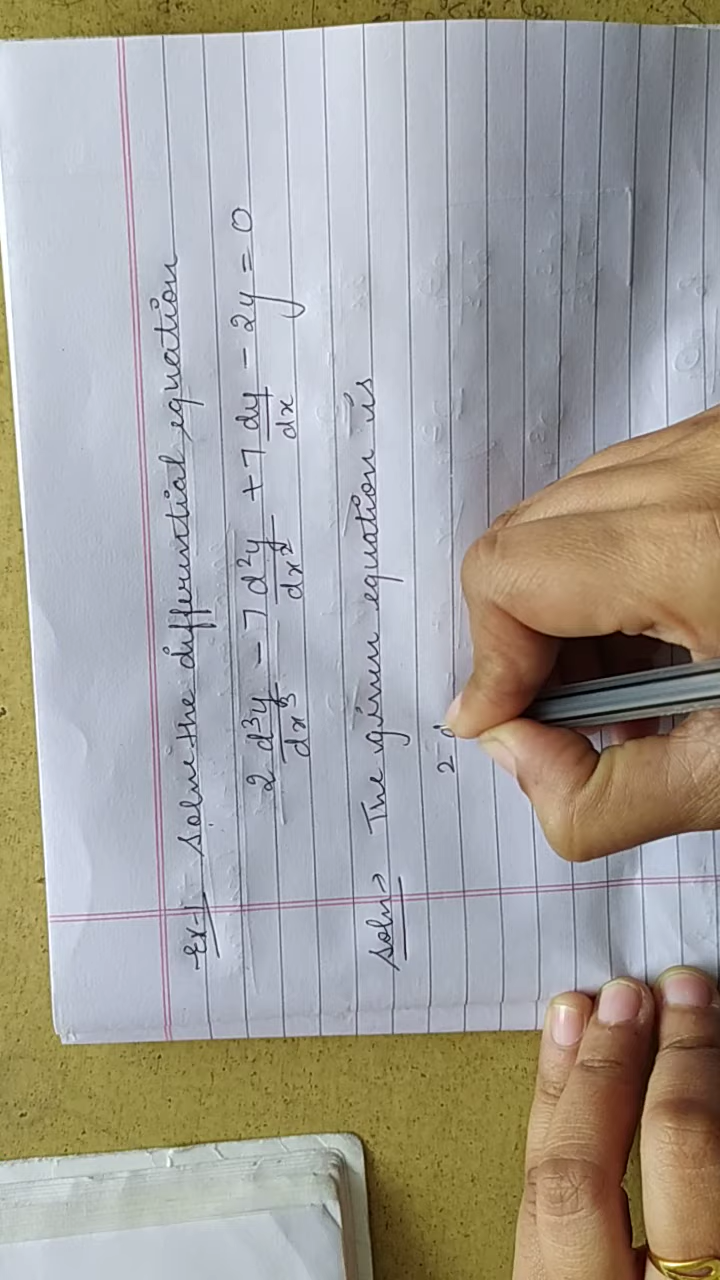 Ex-1 Solve the differential equation
2 d³y/dx³ - 7 d²y/dx² + 7 dy/dx - 2y = 0
Soln→ The given equation is
2 d